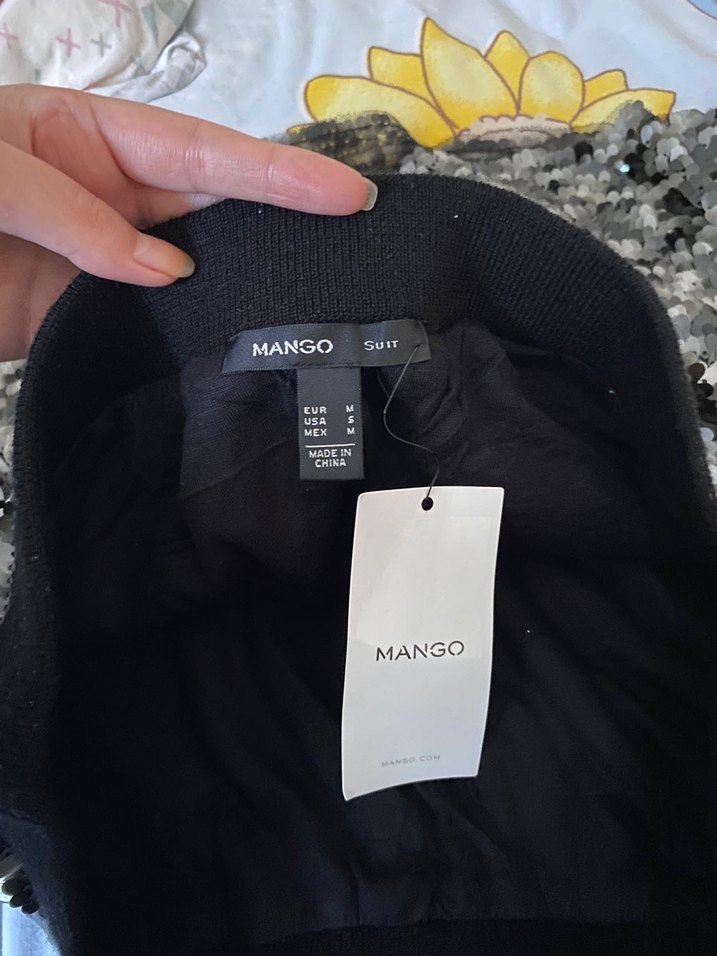 MANGO SUIT
EUR M
USA S
MEX M
MADE IN
CHINA
MANGO
MANGO.COM